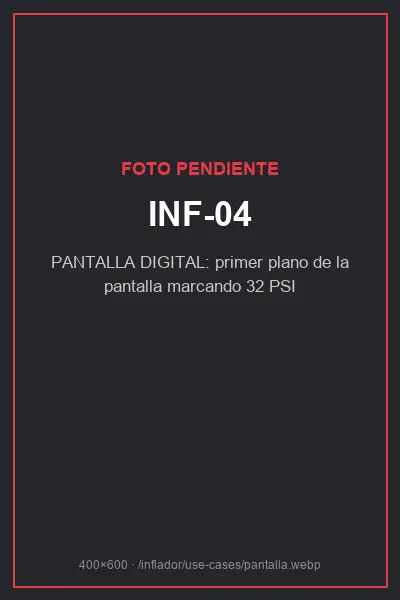 FOTO PENDIENTE
INF-04
PANTALLA DIGITAL: primer plano de la
pantalla marcando 32 PSI
400×600 · /inflador/use-cases/pantalla.webp